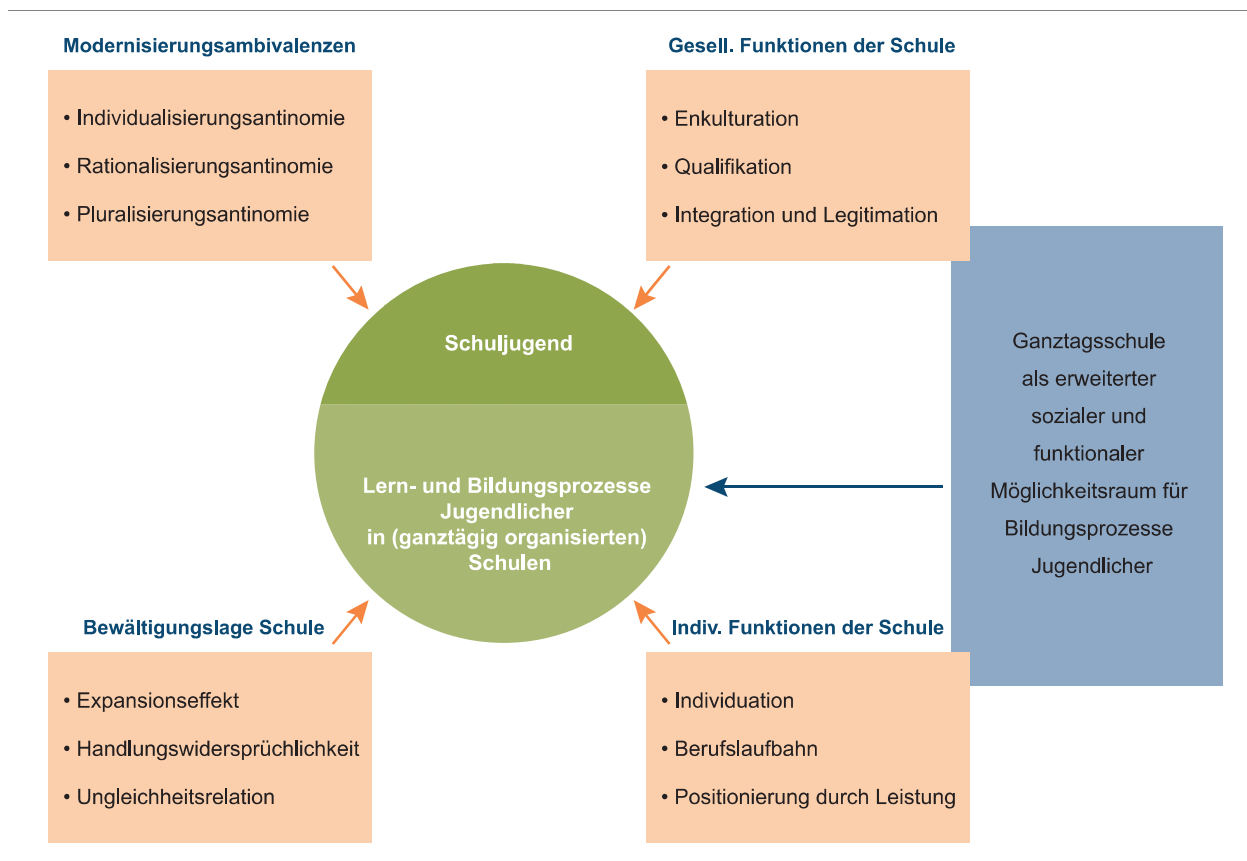 Modernisierungsambivalenzen
• Individualisierungsantinomie
• Rationalisierungsantinomie
• Pluralisierungsantinomie
Gesell. Funktionen der Schule
• Enkulturation
• Qualifikation
• Integration und Legitimation
Schuljugend
Lern- und Bildungsprozesse
Jugendlicher
in (ganztägig organisierten)
Schulen
Ganztagsschule
als erweiterter
sozialer und
funktionaler
Möglichkeitsraum für
Bildungsprozesse
Jugendlicher
Bewältigungslage Schule
• Expansionseffekt
• Handlungswidersprüchlichkeit
• Ungleichheitsrelation
Indiv. Funktionen der Schule
• Individuation
• Berufslaufbahn
• Positionierung durch Leistung